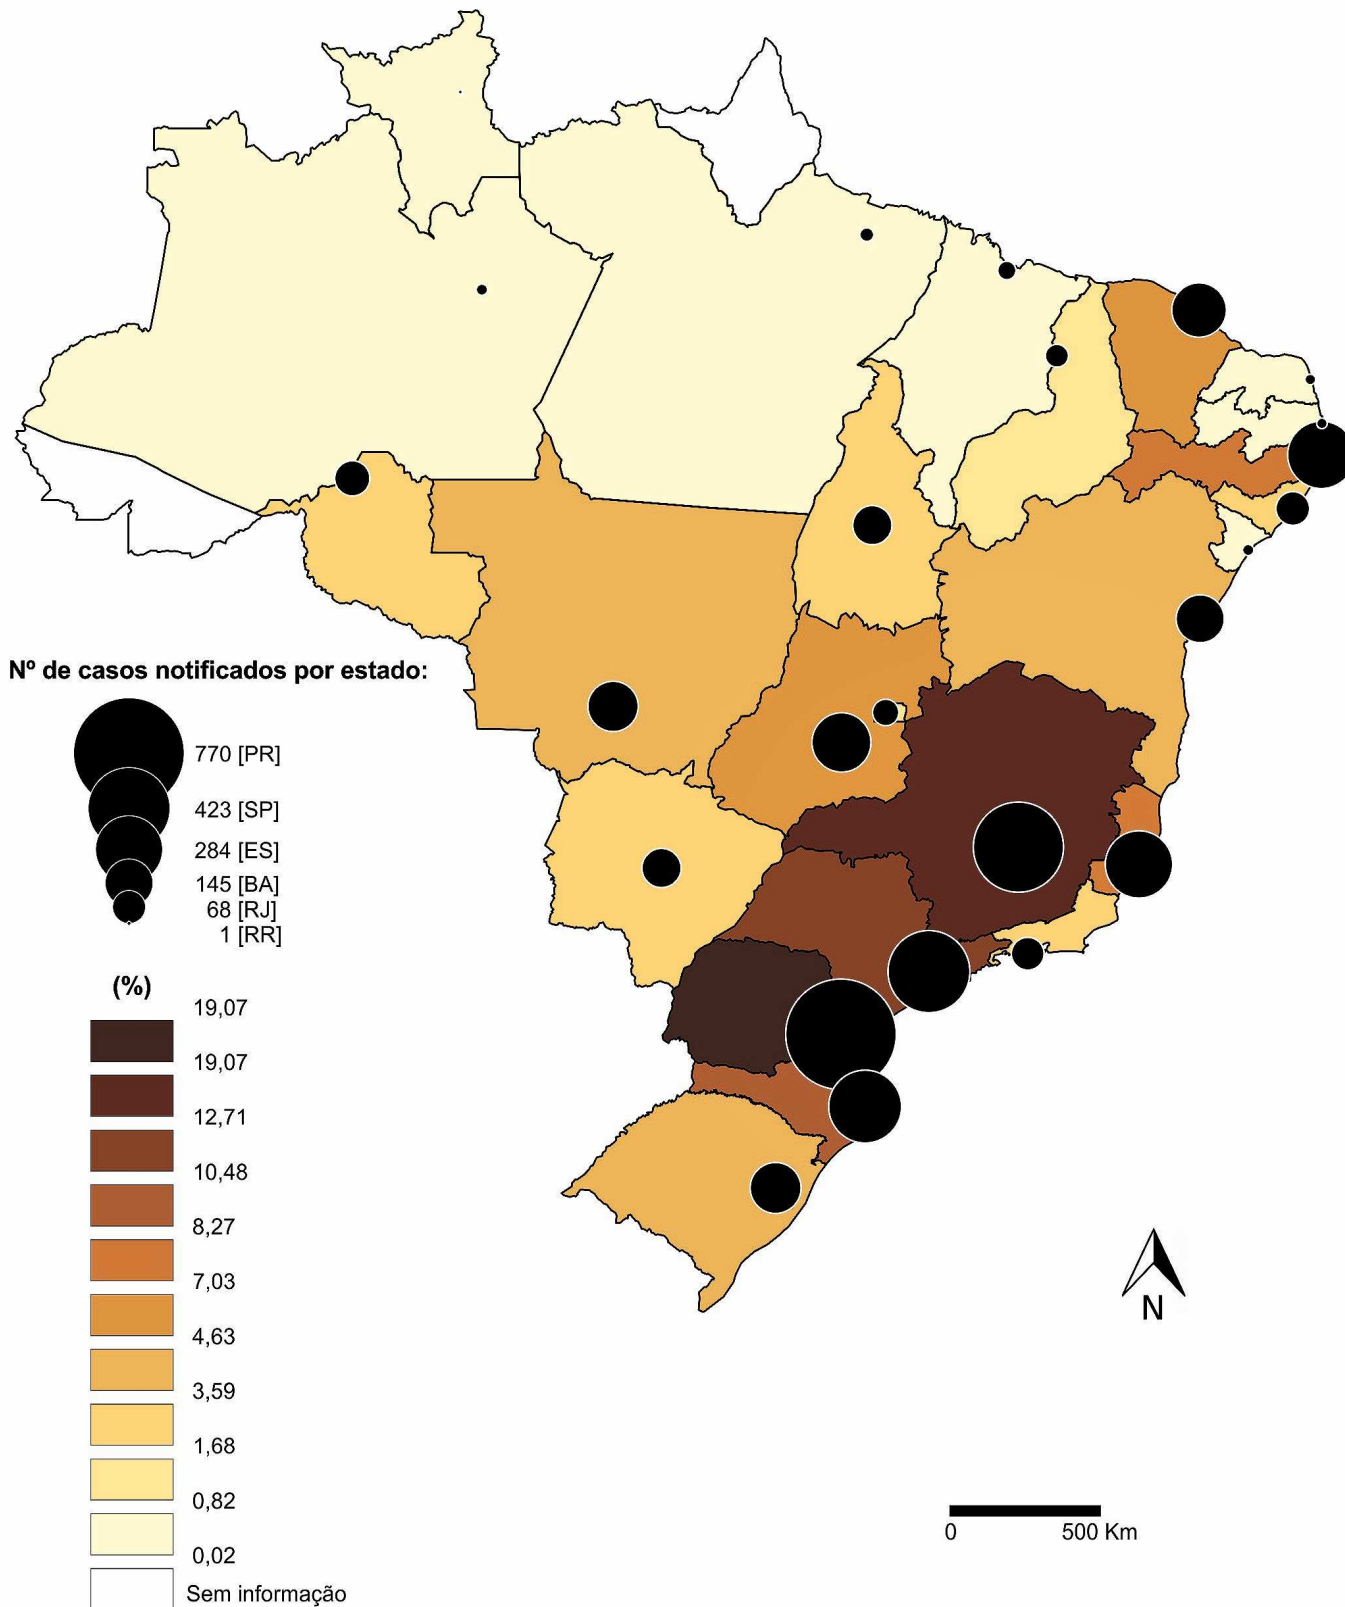 Nº de casos notificados por estado:
770 [PR]
423 [SP]
284 [ES]
145 [BA]
68 [RJ]
1 [RR]
(%)
19,07
19,07
12,71
10,48
8,27
7,03
4,63
3,59
1,68
0,82
0,02
Sem informação
N
0 500 Km